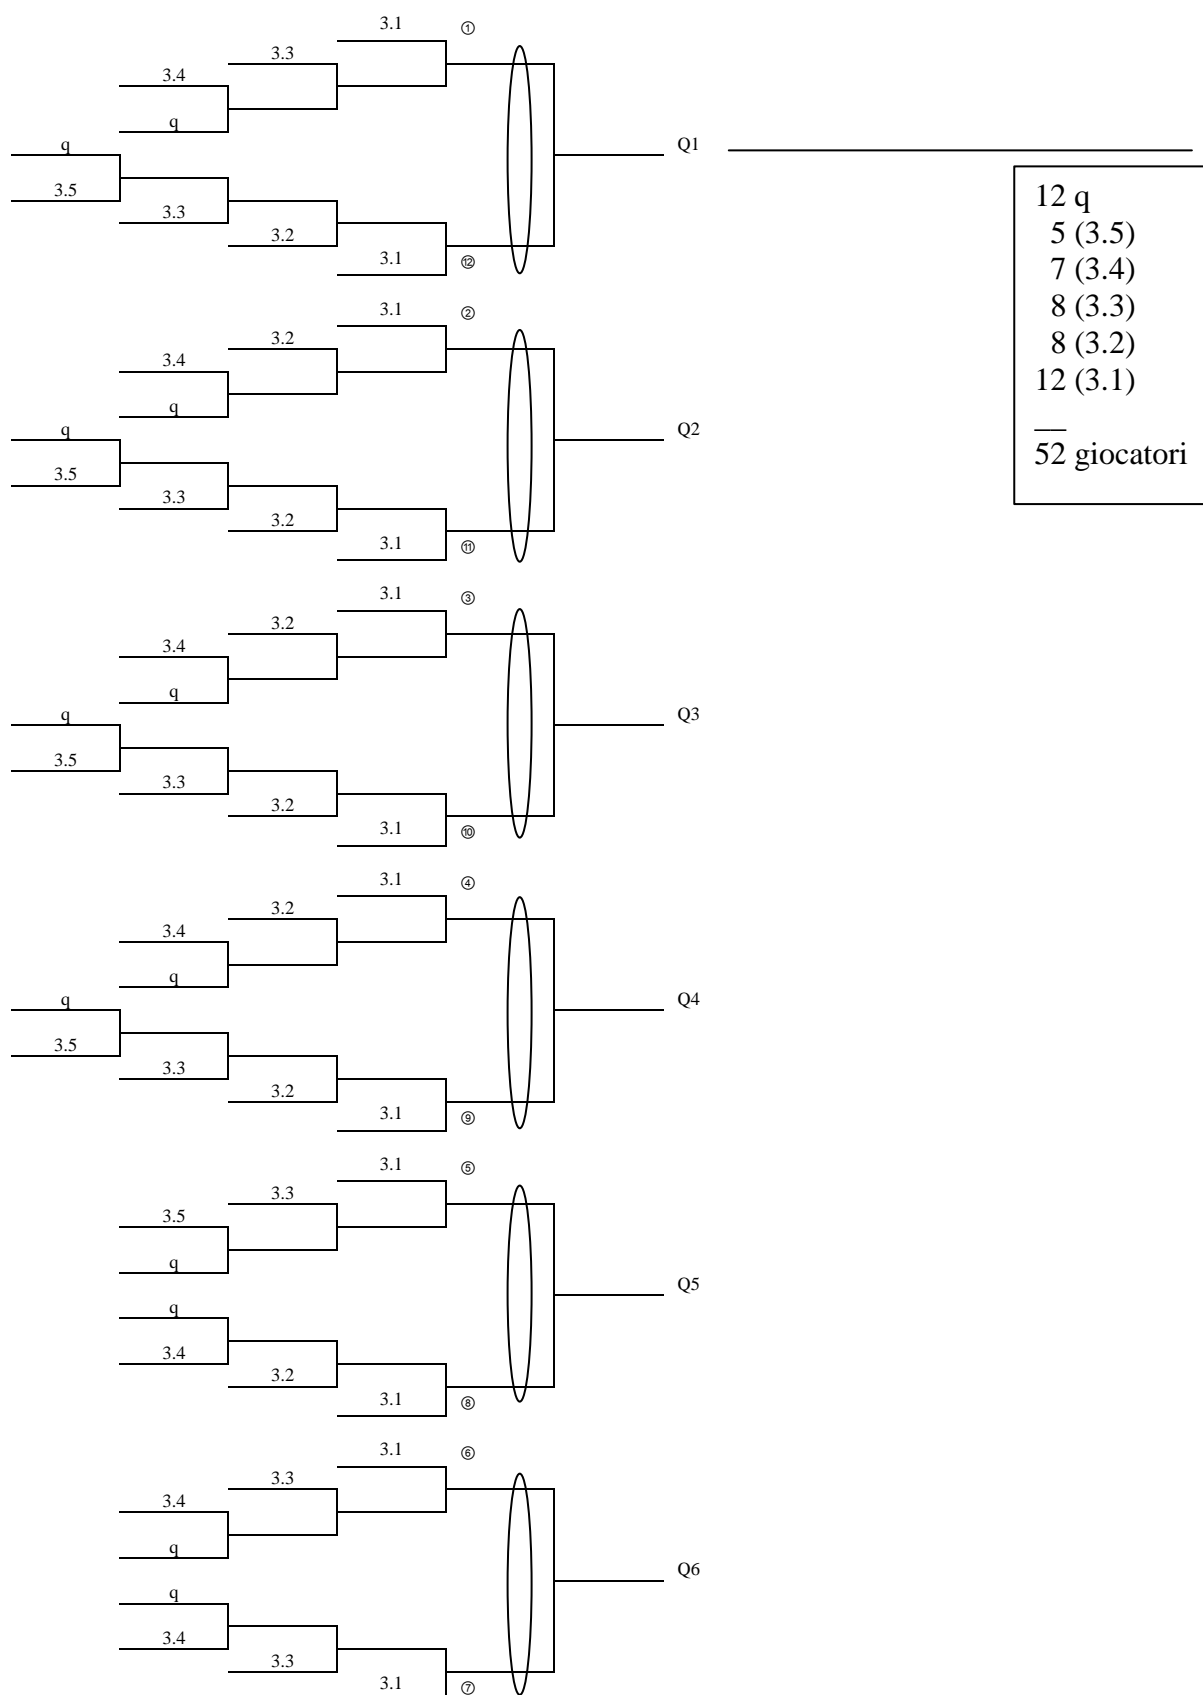 3.1 ①
3.3
3.4
q
q Q1
3.5
3.3
3.2
3.1 ⑫
12 q
5 (3.5)
7 (3.4)
8 (3.3)
8 (3.2)
12 (3.1)
__
52 giocatori
3.1 ②
3.2
3.4
q
q Q2
3.5
3.3
3.2
3.1 ⑪
3.1 ③
3.2
3.4
q
q Q3
3.5
3.3
3.2
3.1 ⑩
3.1 ④
3.2
3.4
q
q Q4
3.5
3.3
3.2
3.1 ⑨
3.1 ⑤
3.3
3.5
q
Q5
q
3.4
3.2
3.1 ⑧
3.1 ⑥
3.3
3.4
q
Q6
q
3.4
3.3
3.1 ⑦